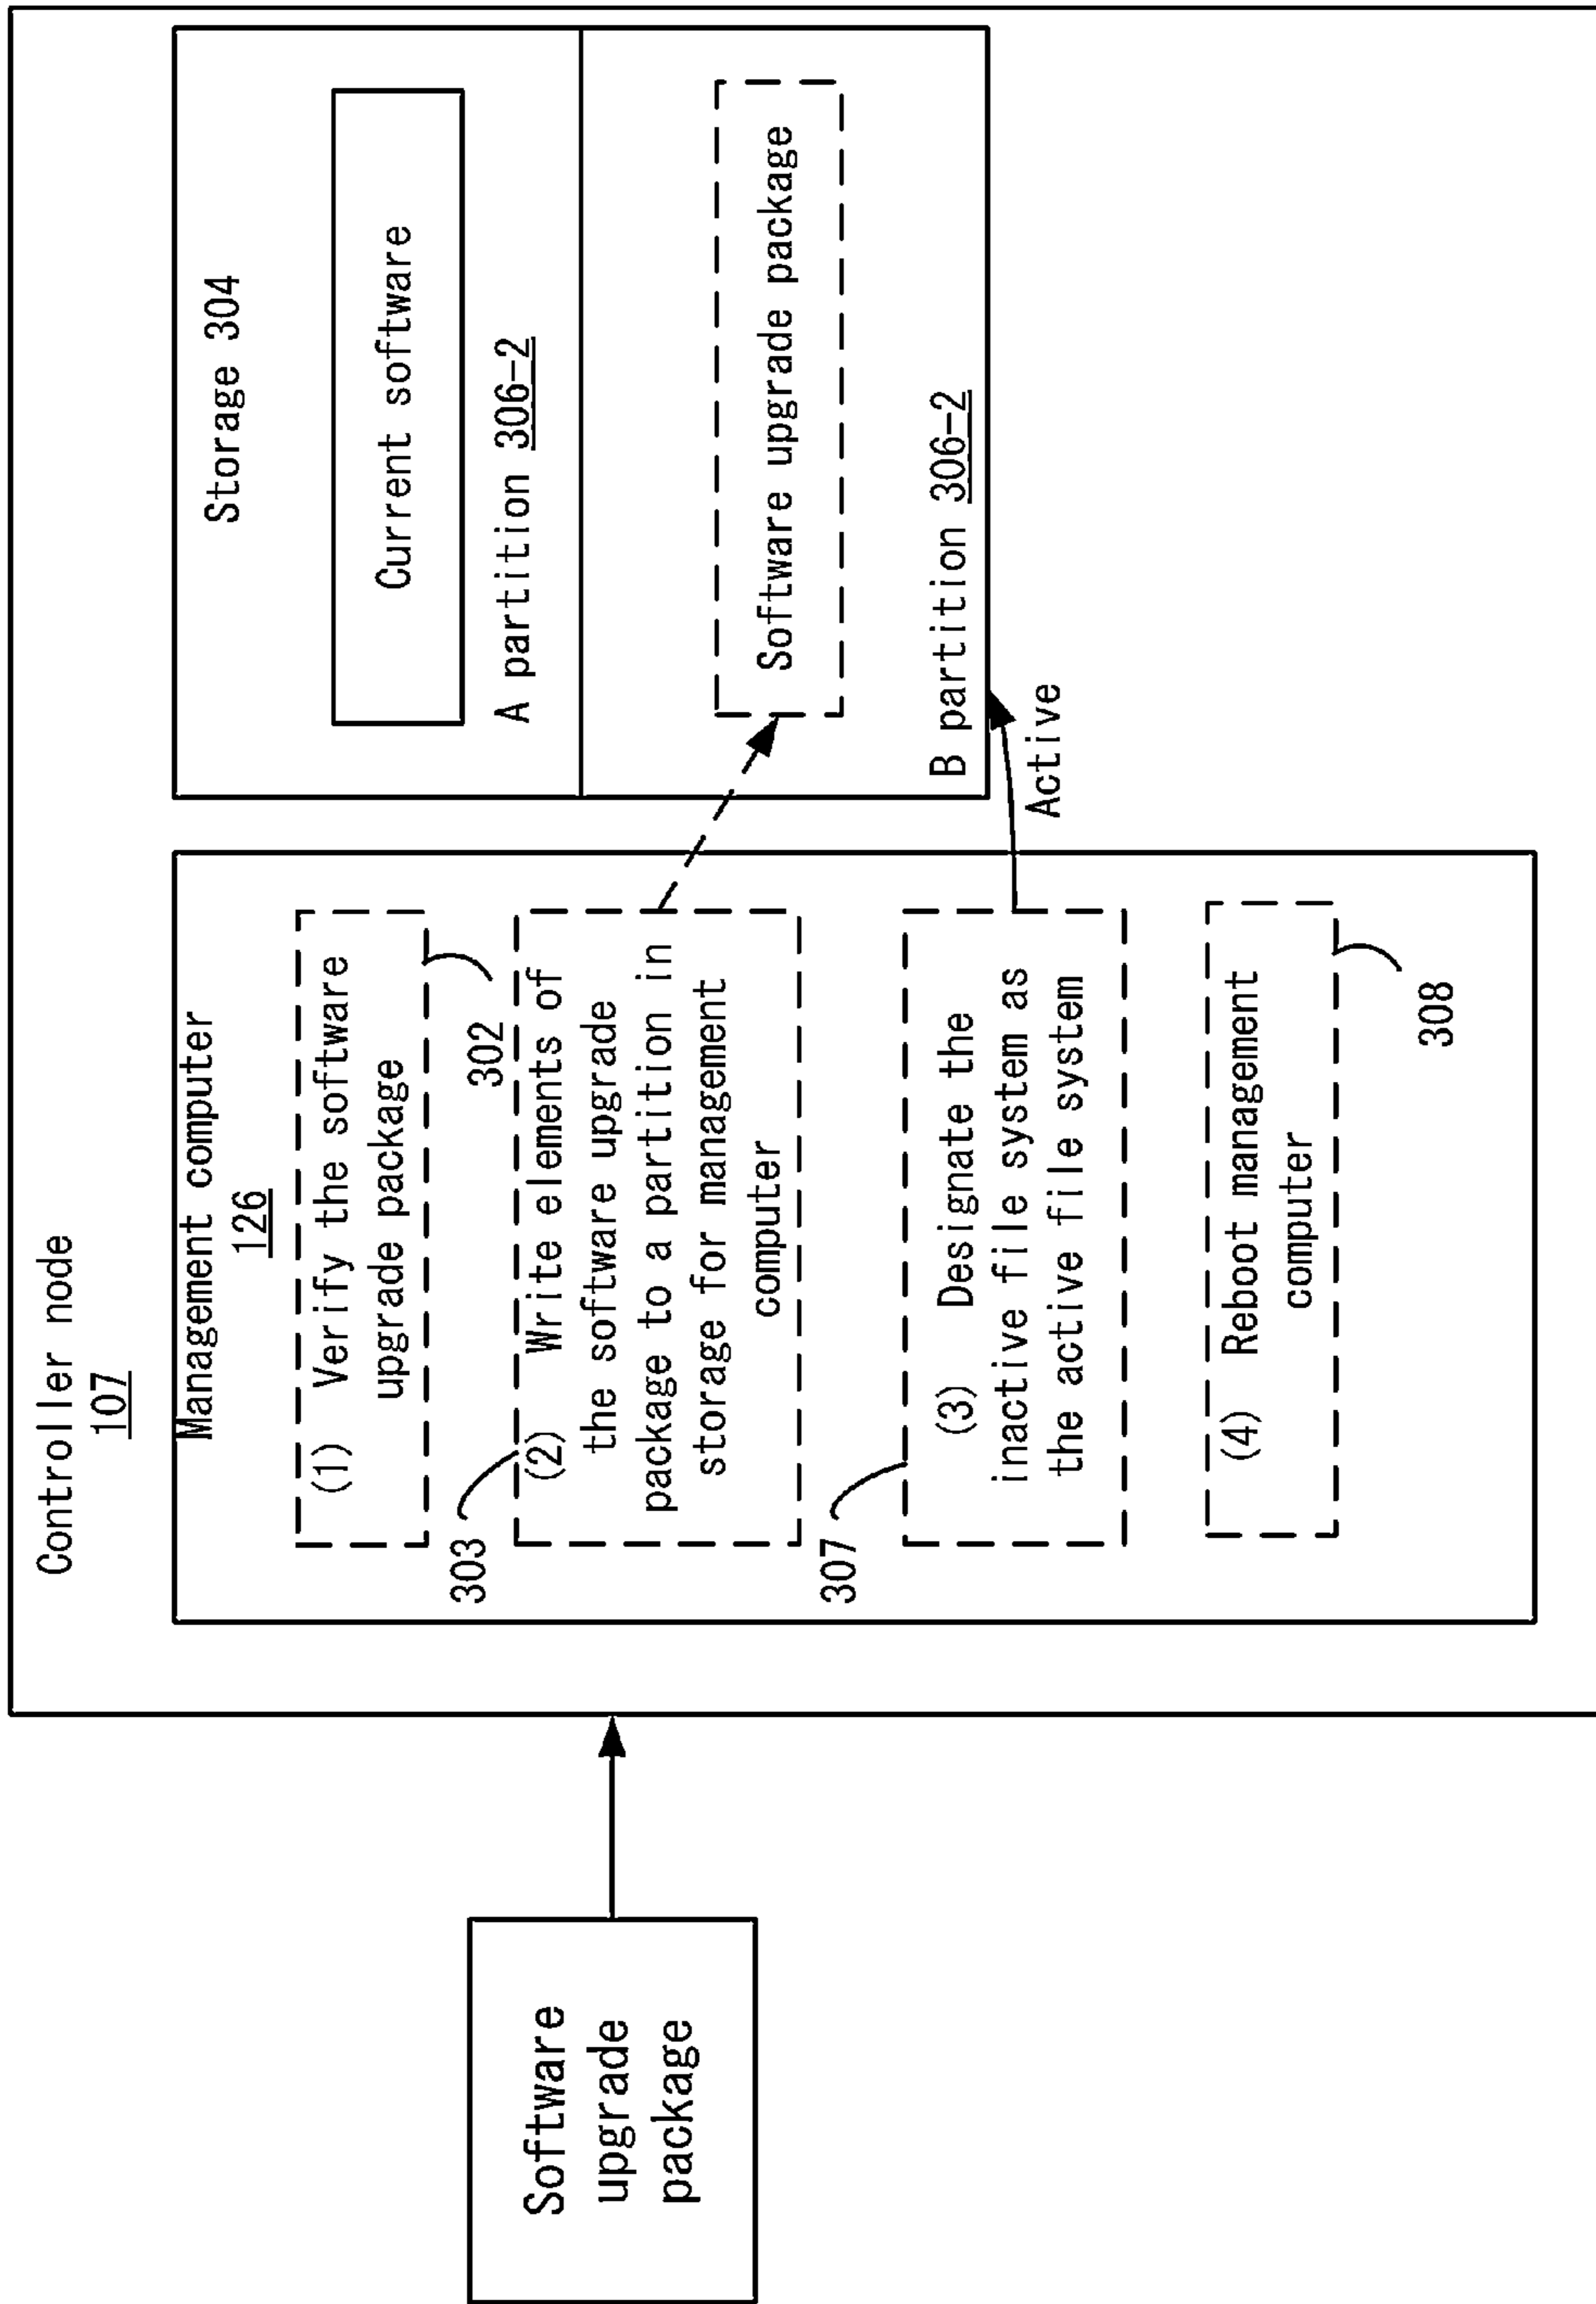 Controller node
107
Management computer
126
(1) Verify the software
upgrade package
302
303
(2) Write elements of
the software upgrade
package to a partition in
storage for management
computer
307
(3) Designate the
inactive file system as
the active file system
(4) Reboot management
computer
308
Storage 304
Current software
A partition 306-2
Software upgrade package
B partition 306-2
Active
Software
upgrade
package